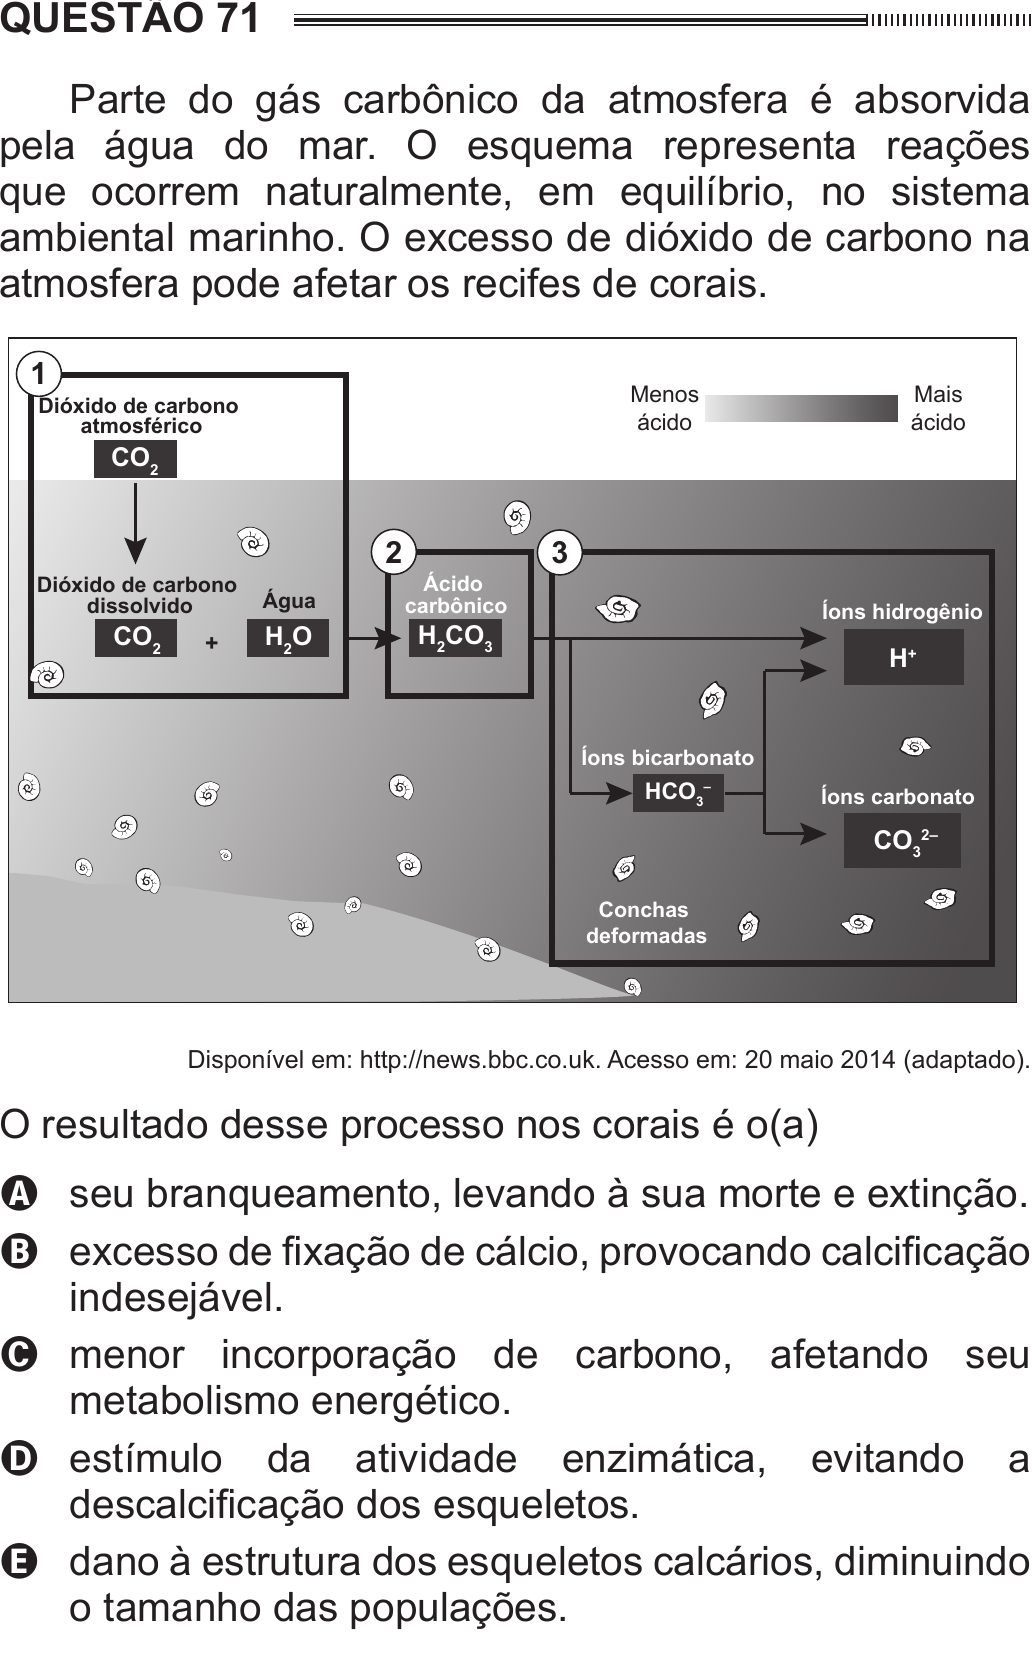 QUESTÃO 71
Parte do gás carbônico da atmosfera é absorvida
pela água do mar. O esquema representa reações
que ocorrem naturalmente, em equilíbrio, no sistema
ambiental marinho. O excesso de dióxido de carbono na
atmosfera pode afetar os recifes de corais.
1
Dióxido de carbono
atmosférico
CO₂
Menos
ácido
Mais
ácido
Dióxido de carbono
dissolvido
CO₂
+
Água
H₂O
2
Ácido
carbônico
H₂CO₃
3
Íons hidrogênio
H⁺
Íons bicarbonato
HCO₃⁻
Íons carbonato
CO₃²⁻
Conchas
deformadas
Disponível em: http://news.bbc.co.uk. Acesso em: 20 maio 2014 (adaptado).
O resultado desse processo nos corais é o(a)
A seu branqueamento, levando à sua morte e extinção.
B excesso de fixação de cálcio, provocando calcificação
indesejável.
C menor incorporação de carbono, afetando seu
metabolismo energético.
D estímulo da atividade enzimática, evitando a
descalcificação dos esqueletos.
E dano à estrutura dos esqueletos calcários, diminuindo
o tamanho das populações.